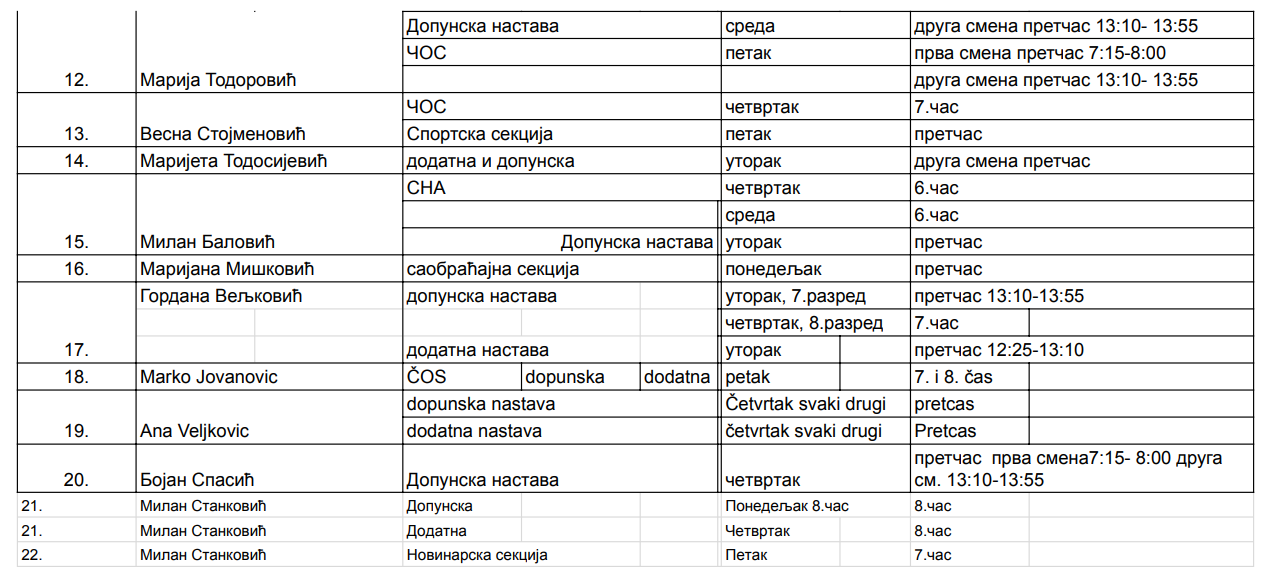 Допунска настава среда друга смена претчас 13:10- 13:55
ЧОС петак прва смена претчас 7:15-8:00
12. Марија Тодоровић друга смена претчас 13:10- 13:55
ЧОС четвртак 7.час
13. Весна Стојменовић Спортска секција петак претчас
14. Маријета Тодосијевић додатна и допунска уторак друга смена претчас
СНА четвртак 6.час
среда 6.час
15. Милан Баловић Допунска настава уторак претчас
16. Маријана Мишковић саобраћајна секција понедељак претчас
Гордана Вељковић допунска настава уторак, 7.разред претчас 13:10-13:55
четвртак, 8.разред 7.час
17. додатна настава уторак претчас 12:25-13:10
18. Marko Jovanovic ČOS dopunska dodatna petak 7. i 8. čas
dopunska nastava Četvrtak svaki drugi pretcas
19. Ana Veljkovic dodatna nastava četvrtak svaki drugi Pretcas
претчас  прва смена7:15- 8:00 друга
20. Бојан Спасић Допунска настава четвртак см. 13:10-13:55
21. Милан Станковић Допунска Понедељак 8.час 8.час
21. Милан Станковић Додатна Четвртак 8.час
22. Милан Станковић Новинарска секција Петак 7.час